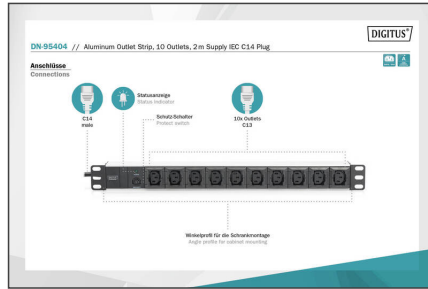 DIGITUS®
DN-95404 // Aluminum Outlet Strip, 10 Outlets, 2 m Supply IEC C14 Plug
Anschlüsse
Connections
Statusanzeige
Status indicator
C14
male
Schutz-Schalter
Protect switch
10x Outlets
C13
Winkelprofil für die Schrankmontage
Angle profile for cabinet mounting